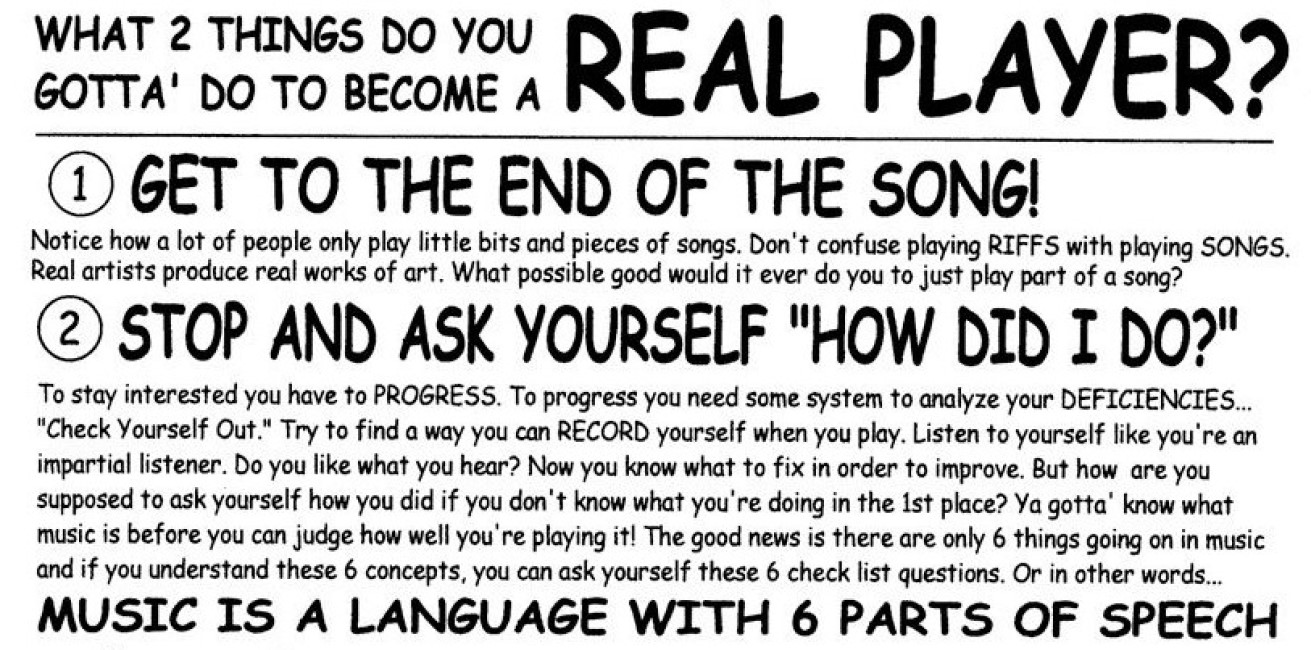 WHAT 2 THINGS DO YOU
GOTTA' DO TO BECOME A REAL PLAYER?
1 GET TO THE END OF THE SONG!
Notice how a lot of people only play little bits and pieces of songs. Don't confuse playing RIFFS with playing SONGS.
Real artists produce real works of art. What possible good would it ever do you to just play part of a song?
2 STOP AND ASK YOURSELF "HOW DID I DO?"
To stay interested you have to PROGRESS. To progress you need some system to analyze your DEFICIENCIES...
"Check Yourself Out." Try to find a way you can RECORD yourself when you play. Listen to yourself like you're an
impartial listener. Do you like what you hear? Now you know what to fix in order to improve. But how are you
supposed to ask yourself how you did if you don't know what you're doing in the 1st place? Ya gotta' know what
music is before you can judge how well you're playing it! The good news is there are only 6 things going on in music
and if you understand these 6 concepts, you can ask yourself these 6 check list questions. Or in other words...
MUSIC IS A LANGUAGE WITH 6 PARTS OF SPEECH